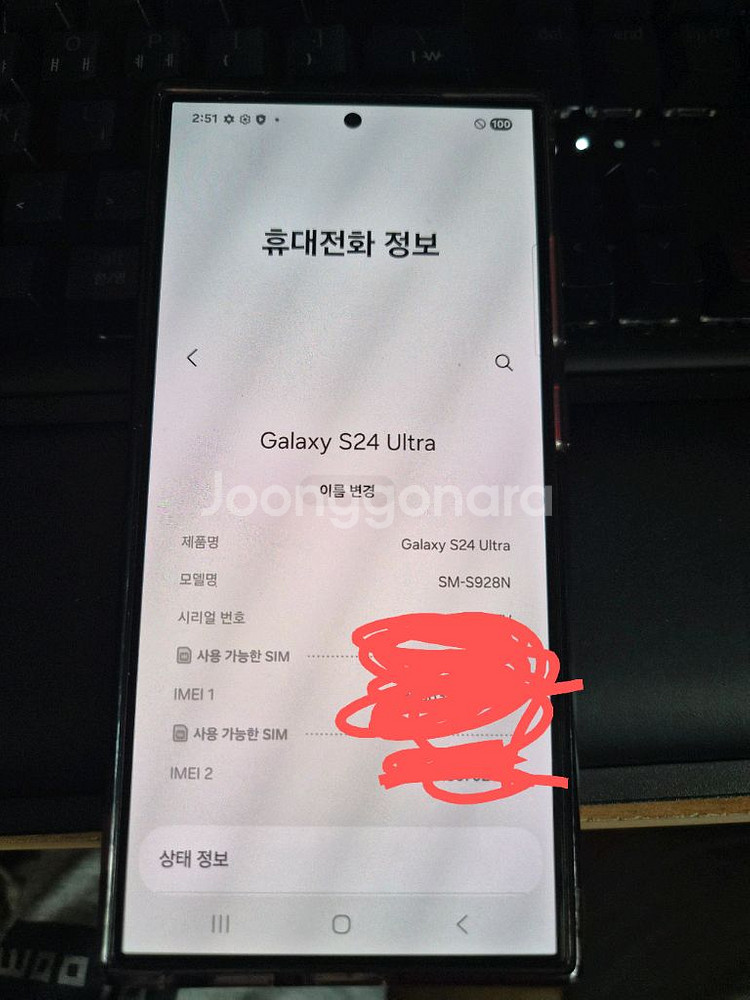 2:51
100
휴대전화 정보
Galaxy S24 Ultra
이름 변경
Joonggonara
제품명 Galaxy S24 Ultra
모델명 SM-S928N
시리얼 번호
사용 가능한 SIM
IMEI 1
사용 가능한 SIM
IMEI 2
상태 정보